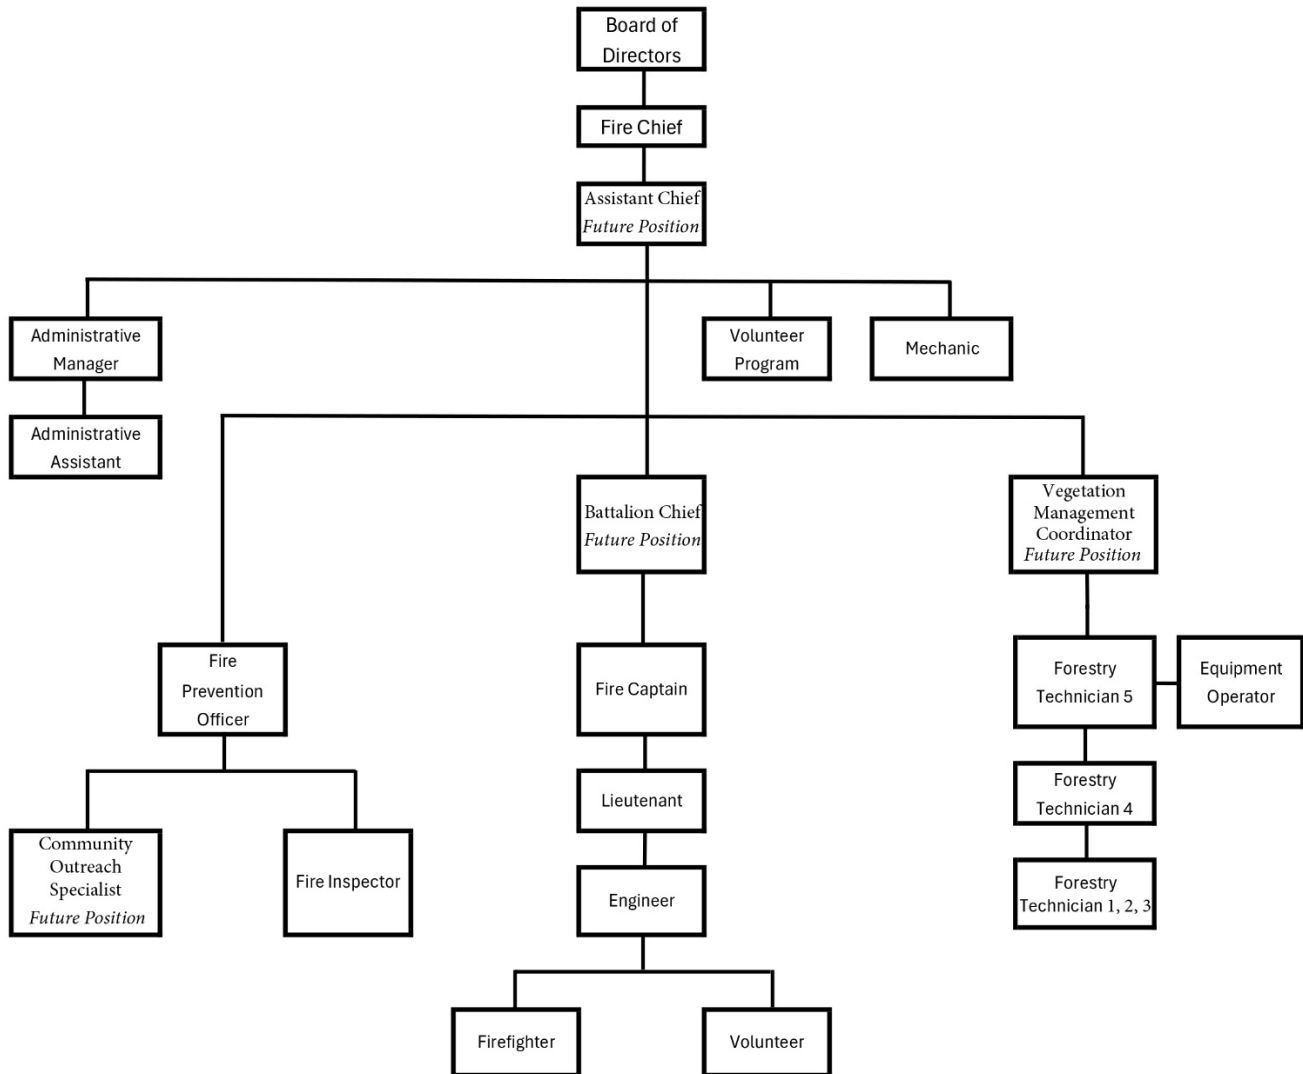 Board of
Directors
Fire Chief
Assistant Chief
Future Position
Administrative
Manager
Volunteer
Program
Mechanic
Administrative
Assistant
Battalion Chief
Future Position
Vegetation
Management
Coordinator
Future Position
Fire
Prevention
Officer
Fire Captain
Forestry
Technician 5
Equipment
Operator
Lieutenant
Forestry
Technician 4
Community
Outreach
Specialist
Future Position
Fire Inspector
Engineer
Forestry
Technician 1, 2, 3
Firefighter
Volunteer